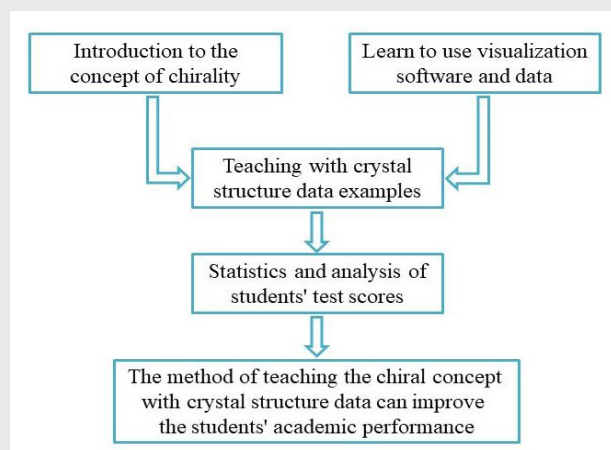 Introduction to the
concept of chirality
Learn to use visualization
software and data
Teaching with crystal
structure data examples
Statistics and analysis of
students' test scores
The method of teaching the chiral concept
with crystal structure data can improve
the students' academic performance